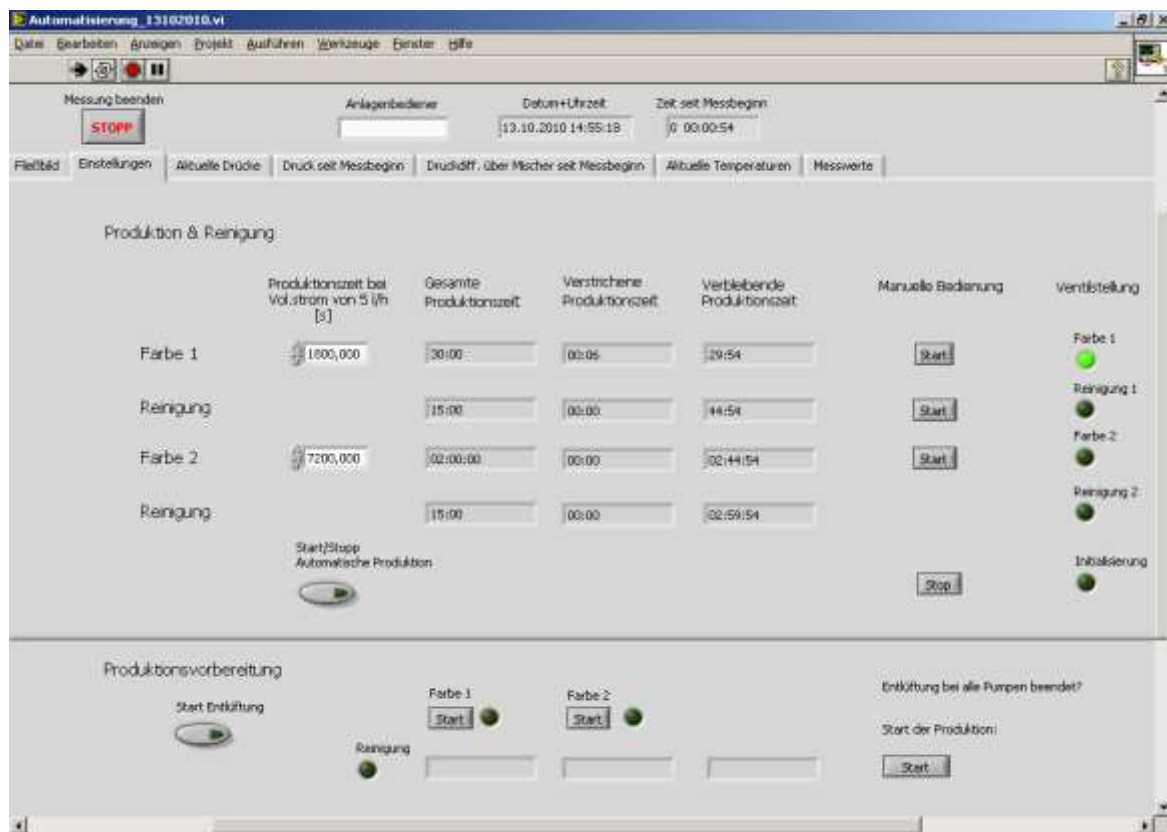 Automatisierung_13102010.vi
Datei Bearbeiten Anzeigen Projekt Ausführen Werkzeuge Fenster Hilfe
Messung beenden
STOPP
Anlagenbediener
Datum+Uhrzeit
13.10.2010 14:55:18
Zeit seit Messbeginn
0 00:00:54
Fließbild Einstellungen Aktuelle Drücke Druck seit Messbeginn Druckdiff. über Mischer seit Messbeginn Aktuelle Temperaturen Messwerte
Produktion & Reinigung
Produktionszeit bei
Vol.strom von 5 l/h
[s]
Gesamte
Produktionszeit
Verstrichene
Produktionszeit
Verbleibende
Produktionszeit
Manuelle Bedienung
Ventilstellung
Farbe 1 1800,000 30:00 00:06 29:54 Start Farbe 1
Reinigung 15:00 00:00 44:54 Start Reinigung 1
Farbe 2 7200,000 02:00:00 00:00 02:44:54 Start Farbe 2
Reinigung 15:00 00:00 02:59:54 Reinigung 2
Start/Stopp
Automatische Produktion
Stop
Initialisierung
Produktionsvorbereitung
Start Entlüftung
Farbe 1
Start
Farbe 2
Start
Reinigung
Entlüftung bei alle Pumpen beendet?
Start der Produktion:
Start